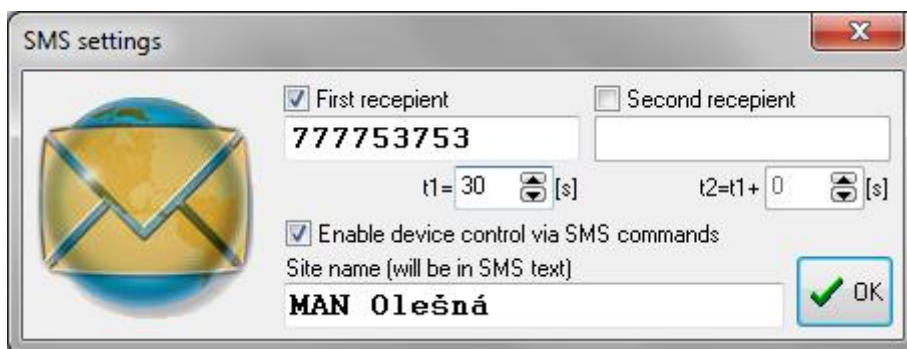 SMS settings
First recepient Second recepient
777753753
t1= 30 [s] t2=t1+ 0 [s]
Enable device control via SMS commands
Site name (will be in SMS text)
MAN Olešná
OK